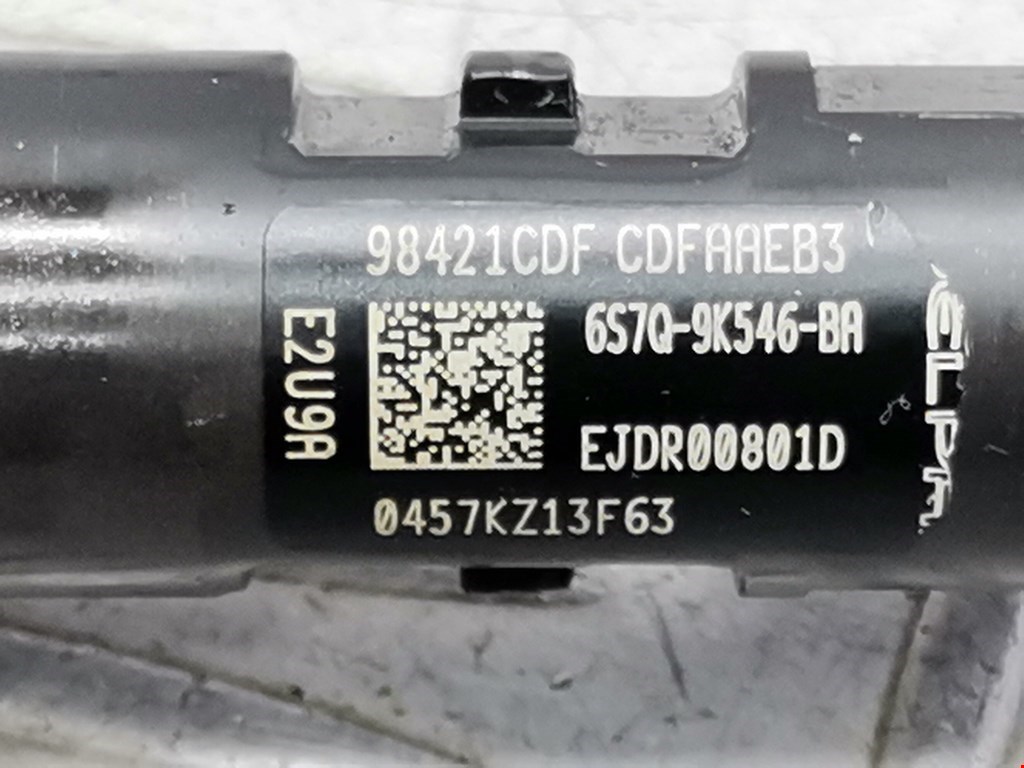 98421CDF CDFAAEB3
6S7Q-9K546-BA
E2U9A
EJDR00801D
0457KZ13F63